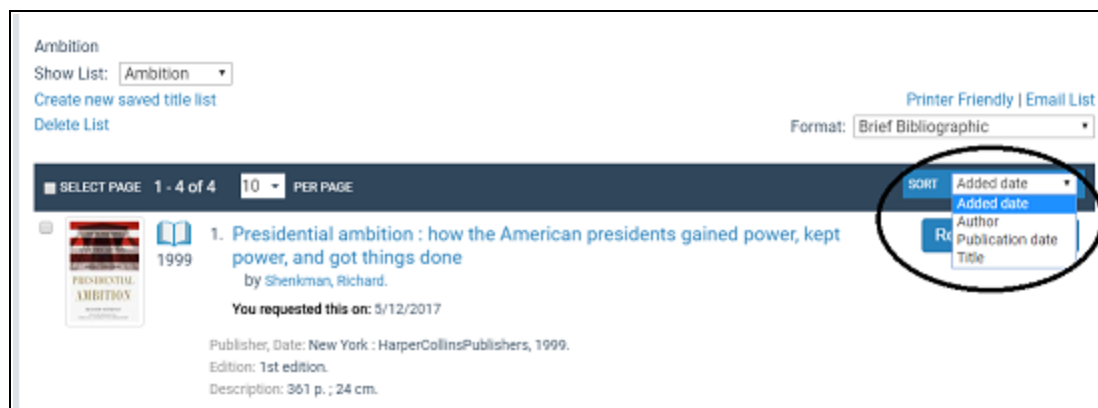 Ambition
Show List: Ambition
Create new saved title list
Printer Friendly | Email List
Delete List
Format: Brief Bibliographic
SELECT PAGE 1 - 4 of 4 10 PER PAGE
SORT Added date
Added date
Author
Publication date
Title
1999
1. Presidential ambition : how the American presidents gained power, kept
power, and got things done
by Shenkman, Richard.
You requested this on: 5/12/2017
PRESIDENTIAL
AMBITION
Publisher, Date: New York : HarperCollinsPublishers, 1999.
Edition: 1st edition.
Description: 361 p. ; 24 cm.